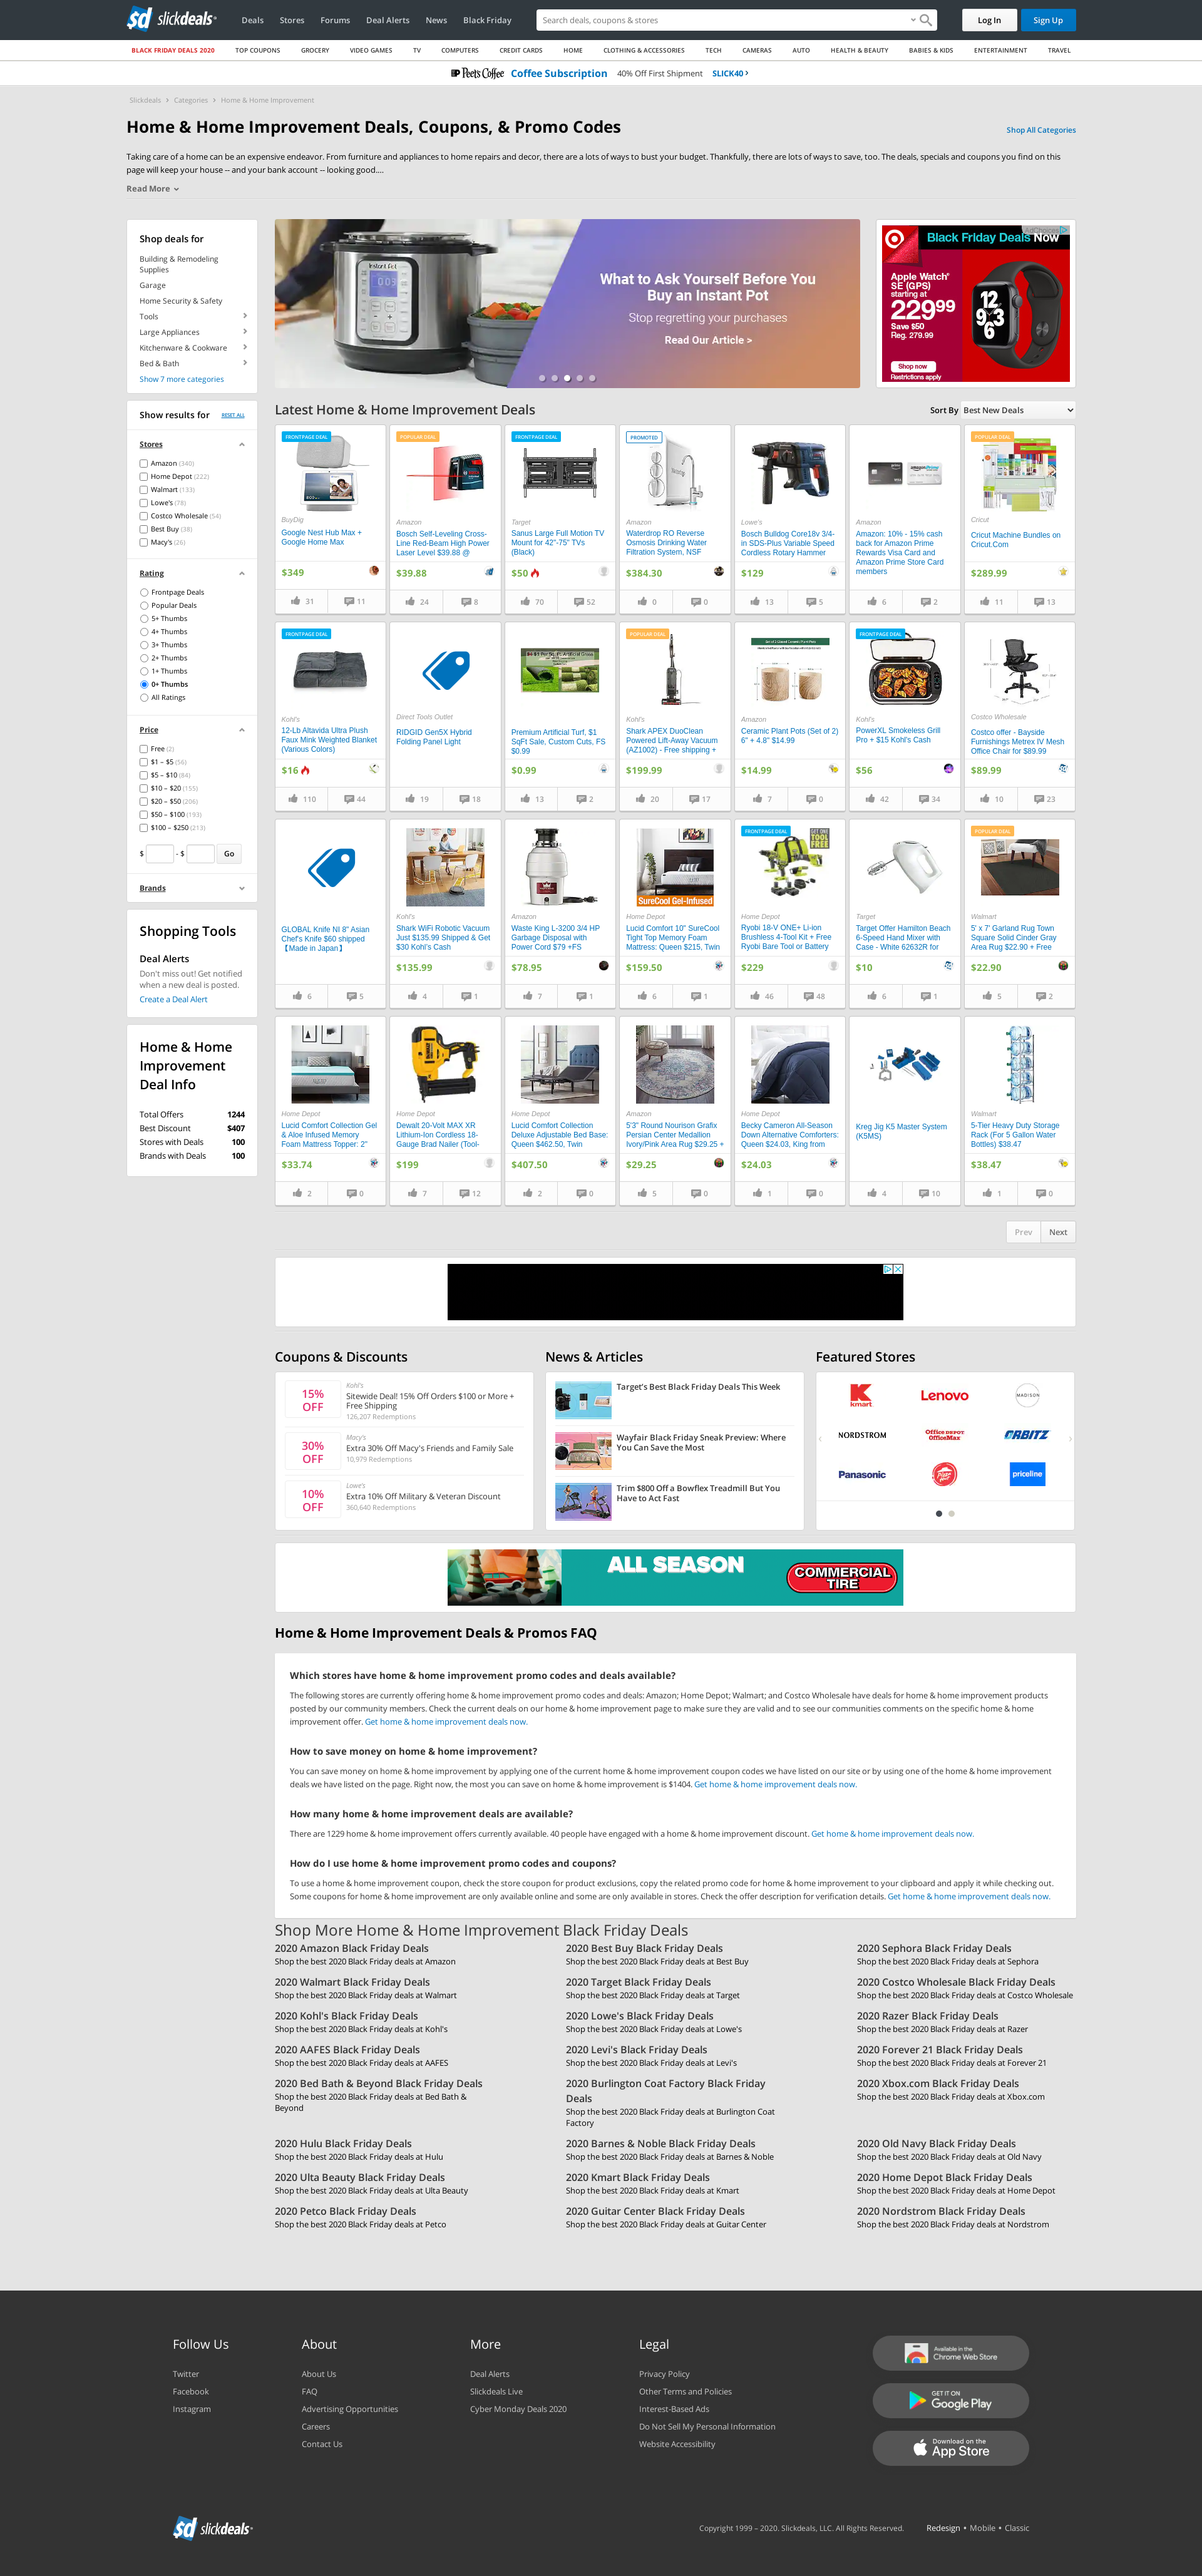 sd slickdeals
Deals
Stores
Forums
Deal Alerts
News
Black Friday
Search deals, coupons & stores
Log In
Sign Up
BLACK FRIDAY DEALS 2020
TOP COUPONS
GROCERY
VIDEO GAMES
TV
COMPUTERS
CREDIT CARDS
HOME
CLOTHING & ACCESSORIES
TECH
CAMERAS
AUTO
HEALTH & BEAUTY
BABIES & KIDS
ENTERTAINMENT
TRAVEL
Peet's Coffee Coffee Subscription 40% Off First Shipment SLICK40 ›
Slickdeals › Categories › Home & Home Improvement
Home & Home Improvement Deals, Coupons, & Promo Codes
Shop All Categories
Taking care of a home can be an expensive endeavor. From furniture and appliances to home repairs and decor, there are a lots of ways to bust your budget. Thankfully, there are lots of ways to save, too. The deals, specials and coupons you find on
this page will keep your house -- and your bank account -- looking good....
Read More
Shop deals for
Building & Remodeling
Supplies
Garage
Home Security & Safety
Tools
Large Appliances
Kitchenware & Cookware
Bed & Bath
Show 7 more categories
Instant Pot
What to Ask Yourself Before You
Buy an Instant Pot
Stop regretting your purchases
Read Our Article >
Black Friday Deals Now
Apple Watch®
SE (GPS)
starting at
229.99
Save $50
Reg. 279.99
Shop now
Restrictions apply
Show results for
RESET ALL
Stores
Amazon (340)
Home Depot (222)
Walmart (133)
Lowe's (78)
Costco Wholesale (54)
Best Buy (38)
Macy's (26)
Rating
Frontpage Deals
Popular Deals
5+ Thumbs
4+ Thumbs
3+ Thumbs
2+ Thumbs
1+ Thumbs
0+ Thumbs
All Ratings
Price
Free (2)
$1 – $5 (56)
$5 – $10 (84)
$10 – $20 (155)
$20 – $50 (206)
$50 – $100 (193)
$100 – $250 (213)
$ - $ Go
Brands
Shopping Tools
Deal Alerts
Don't miss out! Get notified
when a new deal is posted.
Create a Deal Alert
Home & Home
Improvement
Deal Info
Total Offers 1244
Best Discount $407
Stores with Deals 100
Brands with Deals 100
Latest Home & Home Improvement Deals
Sort By Best New Deals
FRONTPAGE DEAL
BuyDig
Google Nest Hub Max +
Google Home Max
$349
31 11
POPULAR DEAL
Amazon
Bosch Self-Leveling Cross-
Line Red-Beam High Power
Laser Level $39.88 @
$39.88
24 8
FRONTPAGE DEAL
Target
Sanus Large Full Motion TV
Mount for 42"-75" TVs
(Black)
$50
70 52
PROMOTED
Amazon
Waterdrop RO Reverse
Osmosis Drinking Water
Filtration System, NSF
$384.30
0 0
Lowe's
Bosch Bulldog Core18v 3/4-
in SDS-Plus Variable Speed
Cordless Rotary Hammer
$129
13 5
Amazon
Amazon: 10% - 15% cash
back for Amazon Prime
Rewards Visa Card and
Amazon Prime Store Card
members
6 2
POPULAR DEAL
Cricut
Cricut Machine Bundles on
Cricut.Com
$289.99
11 13
FRONTPAGE DEAL
Kohl's
12-Lb Altavida Ultra Plush
Faux Mink Weighted Blanket
(Various Colors)
$16
110 44
Direct Tools Outlet
RIDGID Gen5X Hybrid
Folding Panel Light
19 18
Premium Artificial Turf, $1
SqFt Sale, Custom Cuts, FS
$0.99
$0.99
13 2
POPULAR DEAL
Kohl's
Shark APEX DuoClean
Powered Lift-Away Vacuum
(AZ1002) - Free shipping +
$199.99
20 17
Amazon
Ceramic Plant Pots (Set of 2)
6" + 4.8" $14.99
$14.99
7 0
FRONTPAGE DEAL
Kohl's
PowerXL Smokeless Grill
Pro + $15 Kohl's Cash
$56
42 34
Costco Wholesale
Costco offer - Bayside
Furnishings Metrex IV Mesh
Office Chair for $89.99
$89.99
10 23
GLOBAL Knife NI 8" Asian
Chef's Knife $60 shipped
【Made in Japan】
6 5
Kohl's
Shark WiFi Robotic Vacuum
Just $135.99 Shipped & Get
$30 Kohl's Cash
$135.99
4 1
Amazon
Waste King L-3200 3/4 HP
Garbage Disposal with
Power Cord $79 +FS
$78.95
7 1
SureCool Gel-Infused
Home Depot
Lucid Comfort 10" SureCool
Tight Top Memory Foam
Mattress: Queen $215, Twin
$159.50
6 1
FRONTPAGE DEAL
GET ONE
TOOL
FREE
Home Depot
Ryobi 18-V ONE+ Li-ion
Brushless 4-Tool Kit + Free
Ryobi Bare Tool or Battery
$229
46 48
Target
Target Offer Hamilton Beach
6-Speed Hand Mixer with
Case - White 62632R for
$10
6 1
POPULAR DEAL
Walmart
5' x 7' Garland Rug Town
Square Solid Cinder Gray
Area Rug $22.90 + Free
$22.90
5 2
Home Depot
Lucid Comfort Collection Gel
& Aloe Infused Memory
Foam Mattress Topper: 2"
$33.74
2 0
Home Depot
Dewalt 20-Volt MAX XR
Lithium-Ion Cordless 18-
Gauge Brad Nailer (Tool-
$199
7 12
Home Depot
Lucid Comfort Collection
Deluxe Adjustable Bed Base:
Queen $462.50, Twin
$407.50
2 0
Amazon
5'3" Round Nourison Grafix
Persian Center Medallion
Ivory/Pink Area Rug $29.25 +
$29.25
5 0
Home Depot
Becky Cameron All-Season
Down Alternative Comforters:
Queen $24.03, King from
$24.03
1 0
Kreg Jig K5 Master System
(K5MS)
4 10
Walmart
5-Tier Heavy Duty Storage
Rack (For 5 Gallon Water
Bottles) $38.47
$38.47
1 0
Prev Next
Coupons & Discounts
15%
OFF
Kohl's
Sitewide Deal! 15% Off Orders $100 or More +
Free Shipping
126,207 Redemptions
30%
OFF
Macy's
Extra 30% Off Macy's Friends and Family Sale
10,979 Redemptions
10%
OFF
Lowe's
Extra 10% Off Military & Veteran Discount
360,640 Redemptions
News & Articles
Target's Best Black Friday Deals This Week
Wayfair Black Friday Sneak Preview: Where
You Can Save the Most
Trim $800 Off a Bowflex Treadmill But You
Have to Act Fast
Featured Stores
kmart
Lenovo
MADISON
NORDSTROM
Office DEPOT
OfficeMax
ORBITZ
Panasonic
Pizza Hut
priceline
ALL SEASON
COMMERCIAL
TIRE
Home & Home Improvement Deals & Promos FAQ
Which stores have home & home improvement promo codes and deals available?
The following stores are currently offering home & home improvement promo codes and deals: Amazon; Home Depot; Walmart; and Costco Wholesale have deals for home & home improvement products
posted by our community members. Check the current deals on our home & home improvement page to make sure they are valid and to see our communities comments on the specific home & home
improvement offer. Get home & home improvement deals now.
How to save money on home & home improvement?
You can save money on home & home improvement by applying one of the current home & home improvement coupon codes we have listed on our site or by using one of the home & home improvement
deals we have listed on the page. Right now, the most you can save on home & home improvement is $1404. Get home & home improvement deals now.
How many home & home improvement deals are available?
There are 1229 home & home improvement offers currently available. 40 people have engaged with a home & home improvement discount. Get home & home improvement deals now.
How do I use home & home improvement promo codes and coupons?
To use a home & home improvement coupon, check the store coupon for product exclusions, copy the related promo code for home & home improvement to your clipboard and apply it while checking out.
Some coupons for home & home improvement are only available online and some are only available in stores. Check the offer description for verification details. Get home & home improvement deals now.
Shop More Home & Home Improvement Black Friday Deals
2020 Amazon Black Friday Deals
Shop the best 2020 Black Friday deals at Amazon
2020 Best Buy Black Friday Deals
Shop the best 2020 Black Friday deals at Best Buy
2020 Sephora Black Friday Deals
Shop the best 2020 Black Friday deals at Sephora
2020 Walmart Black Friday Deals
Shop the best 2020 Black Friday deals at Walmart
2020 Target Black Friday Deals
Shop the best 2020 Black Friday deals at Target
2020 Costco Wholesale Black Friday Deals
Shop the best 2020 Black Friday deals at Costco Wholesale
2020 Kohl's Black Friday Deals
Shop the best 2020 Black Friday deals at Kohl's
2020 Lowe's Black Friday Deals
Shop the best 2020 Black Friday deals at Lowe's
2020 Razer Black Friday Deals
Shop the best 2020 Black Friday deals at Razer
2020 AAFES Black Friday Deals
Shop the best 2020 Black Friday deals at AAFES
2020 Levi's Black Friday Deals
Shop the best 2020 Black Friday deals at Levi's
2020 Forever 21 Black Friday Deals
Shop the best 2020 Black Friday deals at Forever 21
2020 Bed Bath & Beyond Black Friday Deals
Shop the best 2020 Black Friday deals at Bed Bath &
Beyond
2020 Burlington Coat Factory Black Friday
Deals
Shop the best 2020 Black Friday deals at Burlington Coat
Factory
2020 Xbox.com Black Friday Deals
Shop the best 2020 Black Friday deals at Xbox.com
2020 Hulu Black Friday Deals
Shop the best 2020 Black Friday deals at Hulu
2020 Barnes & Noble Black Friday Deals
Shop the best 2020 Black Friday deals at Barnes & Noble
2020 Old Navy Black Friday Deals
Shop the best 2020 Black Friday deals at Old Navy
2020 Ulta Beauty Black Friday Deals
Shop the best 2020 Black Friday deals at Ulta Beauty
2020 Kmart Black Friday Deals
Shop the best 2020 Black Friday deals at Kmart
2020 Home Depot Black Friday Deals
Shop the best 2020 Black Friday deals at Home Depot
2020 Petco Black Friday Deals
Shop the best 2020 Black Friday deals at Petco
2020 Guitar Center Black Friday Deals
Shop the best 2020 Black Friday deals at Guitar Center
2020 Nordstrom Black Friday Deals
Shop the best 2020 Black Friday deals at Nordstrom
Follow Us
Twitter
Facebook
Instagram
About
About Us
FAQ
Advertising Opportunities
Careers
Contact Us
More
Deal Alerts
Slickdeals Live
Cyber Monday Deals 2020
Legal
Privacy Policy
Other Terms and Policies
Interest-Based Ads
Do Not Sell My Personal Information
Website Accessibility
Available in the
Chrome Web Store
GET IT ON
Google Play
Download on the
App Store
sd slickdeals
Copyright 1999 – 2020. Slickdeals, LLC. All Rights Reserved.
Redesign • Mobile • Classic